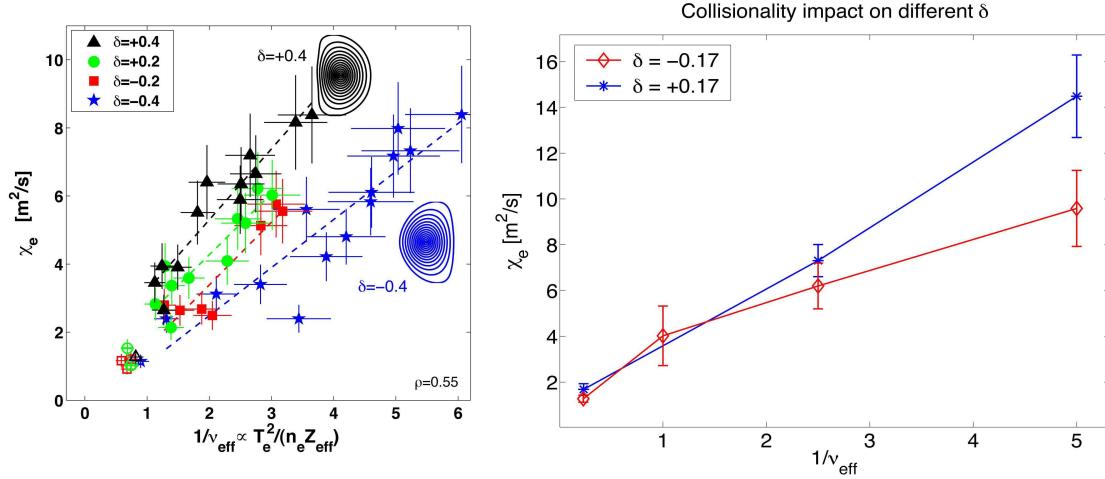 δ=+0.4
δ=+0.2
δ=−0.2
δ=−0.4
δ=+0.4
δ=−0.4
ρ=0.55
10
8
6
4
2
0
χe [m²/s]
0 1 2 3 4 5 6
1/νeff ∝ Te²/(neZeff)
Collisionality impact on different δ
δ = −0.17
δ = +0.17
16
14
12
10
8
6
4
2
χe [m²/s]
1 2 3 4 5
1/νeff